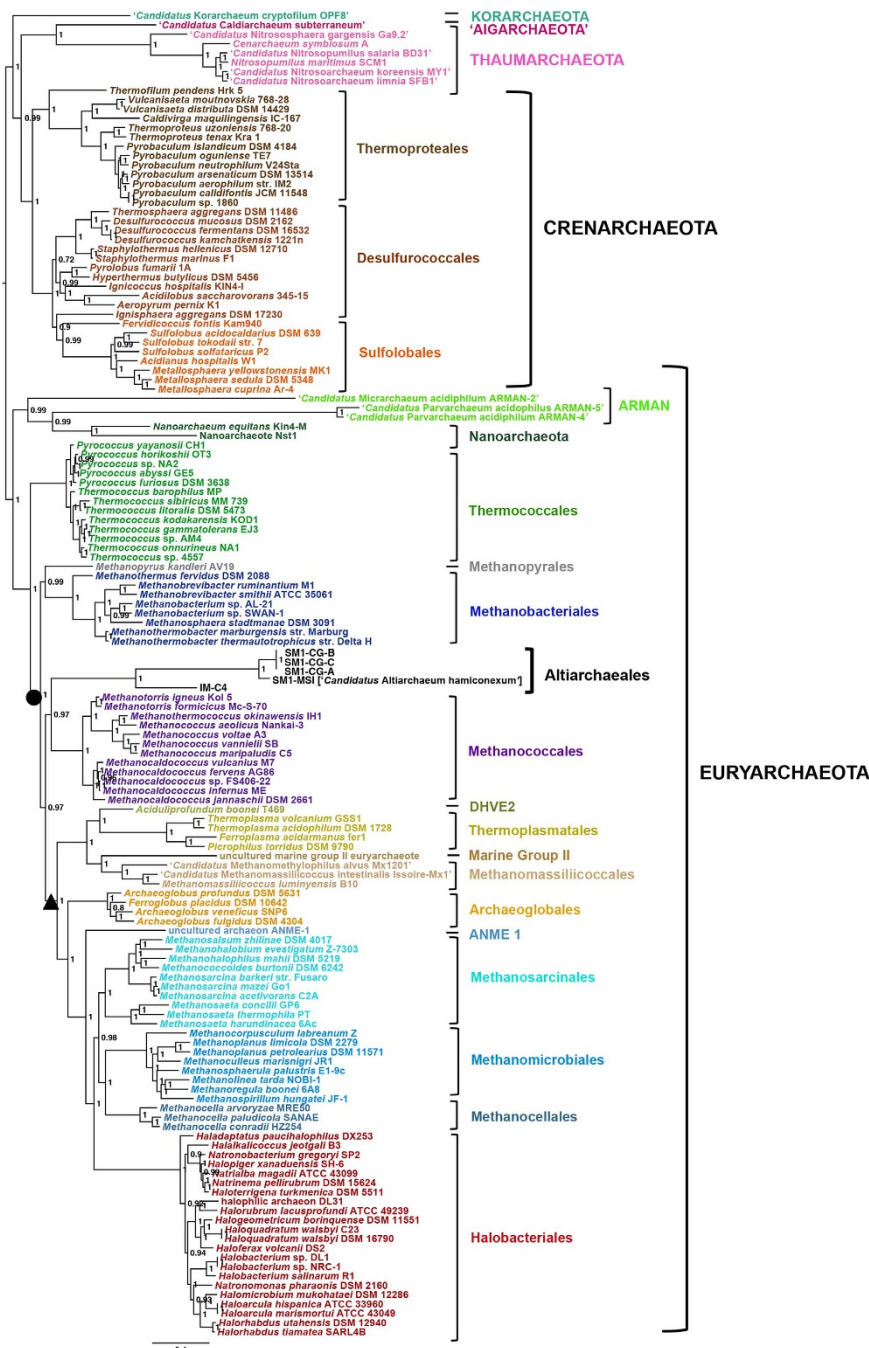 'Candidatus Korarchaeum cryptofilum OPF8'
KORARCHAEOTA
'Candidatus Caldiarchaeum subterraneum'
'AIGARCHAEOTA'
'Candidatus Nitrososphaera gargensis Ga9.2'
Cenarchaeum symbiosum A
'Candidatus Nitrosopumilus salaria BD31'
Nitrosopumilus maritimus SCM1
'Candidatus Nitrosoarchaeum koreensis MY1'
'Candidatus Nitrosoarchaeum limnia SFB1'
THAUMARCHAEOTA
Thermofilum pendens Hrk 5
Vulcanisaeta moutnovskia 768-28
Vulcanisaeta distributa DSM 14429
Caldivirga maquilingensis IC-167
Thermoproteus uzoniensis 768-20
Thermoproteus tenax Kra 1
Pyrobaculum islandicum DSM 4184
Pyrobaculum oguniense TE7
Pyrobaculum neutrophilum V24Sta
Pyrobaculum arsenaticum DSM 13514
Pyrobaculum aerophilum str. IM2
Pyrobaculum calidifontis JCM 11548
Pyrobaculum sp. 1860
Thermoproteales
Thermosphaera aggregans DSM 11486
Desulfurococcus mucosus DSM 2162
Desulfurococcus fermentans DSM 16532
Desulfurococcus kamchatkensis 1221n
Staphylothermus hellenicus DSM 12710
Staphylothermus marinus F1
Pyrolobus fumarii 1A
Hyperthermus butylicus DSM 5456
Ignicoccus hospitalis KIN4-I
Acidilobus saccharovorans 345-15
Aeropyrum pernix K1
Ignisphaera aggregans DSM 17230
Desulfurococcales
Fervidicoccus fontis Kam940
Sulfolobus acidocaldarius DSM 639
Sulfolobus tokodaii str. 7
Sulfolobus solfataricus P2
Acidianus hospitalis W1
Metallosphaera yellowstonensis MK1
Metallosphaera sedula DSM 5348
Metallosphaera cuprina Ar-4
Sulfolobales
CRENARCHAEOTA
'Candidatus Micrarchaeum acidiphilum ARMAN-2'
'Candidatus Parvarchaeum acidophilus ARMAN-5'
'Candidatus Parvarchaeum acidiphilum ARMAN-4'
ARMAN
Nanoarchaeum equitans Kin4-M
Nanoarchaeote Nst1
Nanoarchaeota
Pyrococcus yayanosii CH1
Pyrococcus horikoshii OT3
Pyrococcus sp. NA2
Pyrococcus abyssi GE5
Pyrococcus furiosus DSM 3638
Thermococcus barophilus MP
Thermococcus sibiricus MM 739
Thermococcus litoralis DSM 5473
Thermococcus kodakarensis KOD1
Thermococcus gammatolerans EJ3
Thermococcus sp. AM4
Thermococcus onnurineus NA1
Thermococcus sp. 4557
Thermococcales
Methanopyrus kandleri AV19
Methanopyrales
Methanothermus fervidus DSM 2088
Methanobrevibacter ruminantium M1
Methanobrevibacter smithii ATCC 35061
Methanobacterium sp. AL-21
Methanobacterium sp. SWAN-1
Methanosphaera stadtmanae DSM 3091
Methanothermobacter marburgensis str. Marburg
Methanothermobacter thermautotrophicus str. Delta H
Methanobacteriales
SM1-CG-B
SM1-CG-C
SM1-CG-A
SM1-MSI ['Candidatus Altiarchaeum hamiconexum']
IM-C4
Altiarchaeales
Methanotorris igneus Kol 5
Methanotorris formicicus Mc-S-70
Methanothermococcus okinawensis IH1
Methanococcus aeolicus Nankai-3
Methanococcus voltae A3
Methanococcus vannielii SB
Methanococcus maripaludis C5
Methanocaldococcus vulcanius M7
Methanocaldococcus fervens AG86
Methanocaldococcus sp. FS406-22
Methanocaldococcus infernus ME
Methanocaldococcus jannaschii DSM 2661
Methanococcales
EURYARCHAEOTA
Aciduliprofundum boonei T469
DHVE2
Thermoplasma volcanium GSS1
Thermoplasma acidophilum DSM 1728
Ferroplasma acidarmanus fer1
Picrophilus torridus DSM 9790
Thermoplasmatales
uncultured marine group II euryarchaeote
Marine Group II
'Candidatus Methanomethylophilus alvus Mx1201'
'Candidatus Methanomassiliicoccus intestinalis Issoire-Mx1'
Methanomassiliicoccus luminyensis B10
Methanomassiliicoccales
Archaeoglobus profundus DSM 5631
Ferroglobus placidus DSM 10642
Archaeoglobus veneficus SNP6
Archaeoglobus fulgidus DSM 4304
Archaeoglobales
uncultured archaeon ANME-1
ANME 1
Methanosalsum zhilinae DSM 4017
Methanohalobium evestigatum Z-7303
Methanohalophilus mahii DSM 5219
Methanococcoides burtonii DSM 6242
Methanosarcina barkeri str. Fusaro
Methanosarcina mazei Go1
Methanosarcina acetivorans C2A
Methanosaeta concilii GP6
Methanosaeta thermophila PT
Methanosaeta harundinacea 6Ac
Methanosarcinales
Methanocorpusculum labreanum Z
Methanoplanus limicola DSM 2279
Methanoplanus petrolearius DSM 11571
Methanoculleus marisnigri JR1
Methanosphaerula palustris E1-9c
Methanolinea tarda NOBI-1
Methanoregula boonei 6A8
Methanospirillum hungatei JF-1
Methanomicrobiales
Methanocella arvoryzae MRE50
Methanocella paludicola SANAE
Methanocella conradii HZ254
Methanocellales
Haladaptatus paucihalophilus DX253
Halalkalicoccus jeotgali B3
Natronobacterium gregoryi SP2
Halopiger xanaduensis SH-6
Natrialba magadii ATCC 43099
Natrinema pellirubrum DSM 15624
Haloterrigena turkmenica DSM 5511
halophilic archaeon DL31
Halorubrum lacusprofundi ATCC 49239
Halogeometricum borinquense DSM 11551
Haloquadratum walsbyi C23
Haloquadratum walsbyi DSM 16790
Haloferax volcanii DS2
Halobacterium sp. DL1
Halobacterium sp. NRC-1
Halobacterium salinarum R1
Natronomonas pharaonis DSM 2160
Halomicrobium mukohataei DSM 12286
Haloarcula hispanica ATCC 33960
Haloarcula marismortui ATCC 43049
Halorhabdus utahensis DSM 12940
Halorhabdus tiamatea SARL4B
Halobacteriales